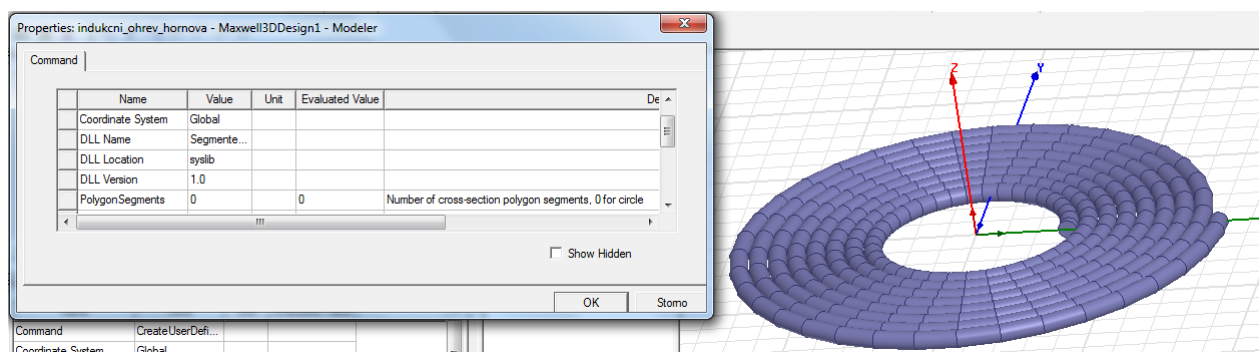 Properties: indukcni_ohrev_hornova - Maxwell3DDesign1 - Modeler
Command
Name Value Unit Evaluated Value De
Coordinate System Global
DLL Name Segmente...
DLL Location syslib
DLL Version 1.0
PolygonSegments 0 0 Number of cross-section polygon segments, 0 for circle
Show Hidden
OK Storno
Command CreateUserDefi...
Coordinate System Global
Z
Y